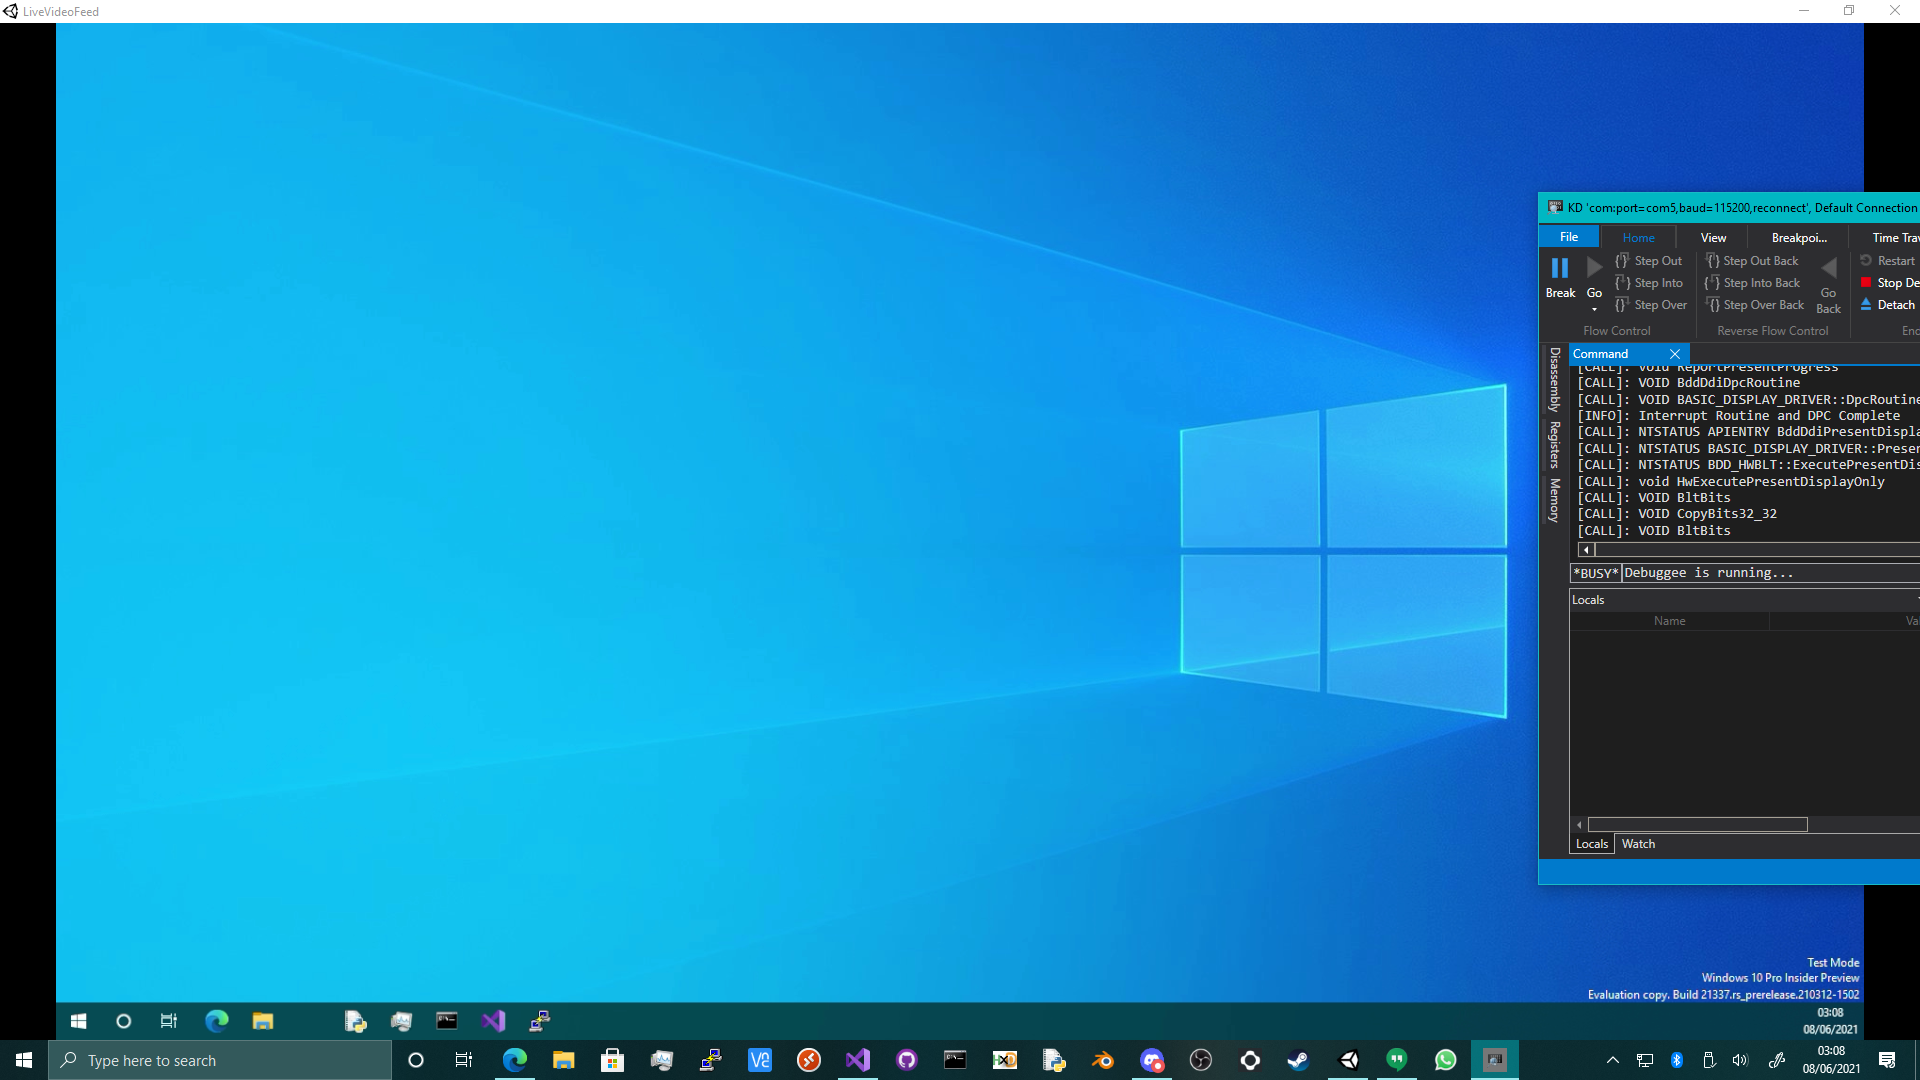 LiveVideoFeed
KD 'com:port=com5,baud=115200,reconnect', Default Connection
File Home View Breakpoi... Time Tra
Break Go Step Out Step Into Step Over
Step Out Back Step Into Back Step Over Back Go Back
Restart
Stop De
Detach
Flow Control Reverse Flow Control Enc
Disassembly
Registers
Memory
Command
[CALL]: void ReportPresentProgress
[CALL]: VOID BddDdiDpcRoutine
[CALL]: VOID BASIC_DISPLAY_DRIVER::DpcRoutine
[INFO]: Interrupt Routine and DPC Complete
[CALL]: NTSTATUS APIENTRY BddDdiPresentDispla
[CALL]: NTSTATUS BASIC_DISPLAY_DRIVER::Presen
[CALL]: NTSTATUS BDD_HWBLT::ExecutePresentDis
[CALL]: void HwExecutePresentDisplayOnly
[CALL]: VOID BltBits
[CALL]: VOID CopyBits32_32
[CALL]: VOID BltBits
*BUSY* Debuggee is running...
Locals
Name Val
Locals Watch
Test Mode
Windows 10 Pro Insider Preview
Evaluation copy. Build 21337.rs_prerelease.210312-1502
03:08
08/06/2021
Type here to search
03:08
08/06/2021